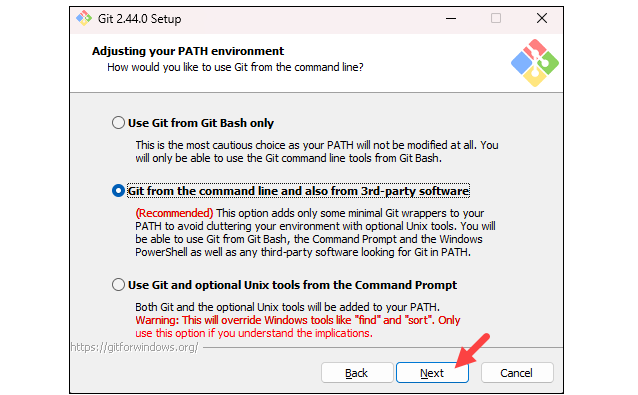 Git 2.44.0 Setup
Adjusting your PATH environment
How would you like to use Git from the command line?
Use Git from Git Bash only
This is the most cautious choice as your PATH will not be modified at all. You
will only be able to use the Git command line tools from Git Bash.
Git from the command line and also from 3rd-party software
(Recommended) This option adds only some minimal Git wrappers to your
PATH to avoid cluttering your environment with optional Unix tools. You will
be able to use Git from Git Bash, the Command Prompt and the Windows
PowerShell as well as any third-party software looking for Git in PATH.
Use Git and optional Unix tools from the Command Prompt
Both Git and the optional Unix tools will be added to your PATH.
Warning: This will override Windows tools like "find" and "sort". Only
use this option if you understand the implications.
https://gitforwindows.org/
Back
Next
Cancel